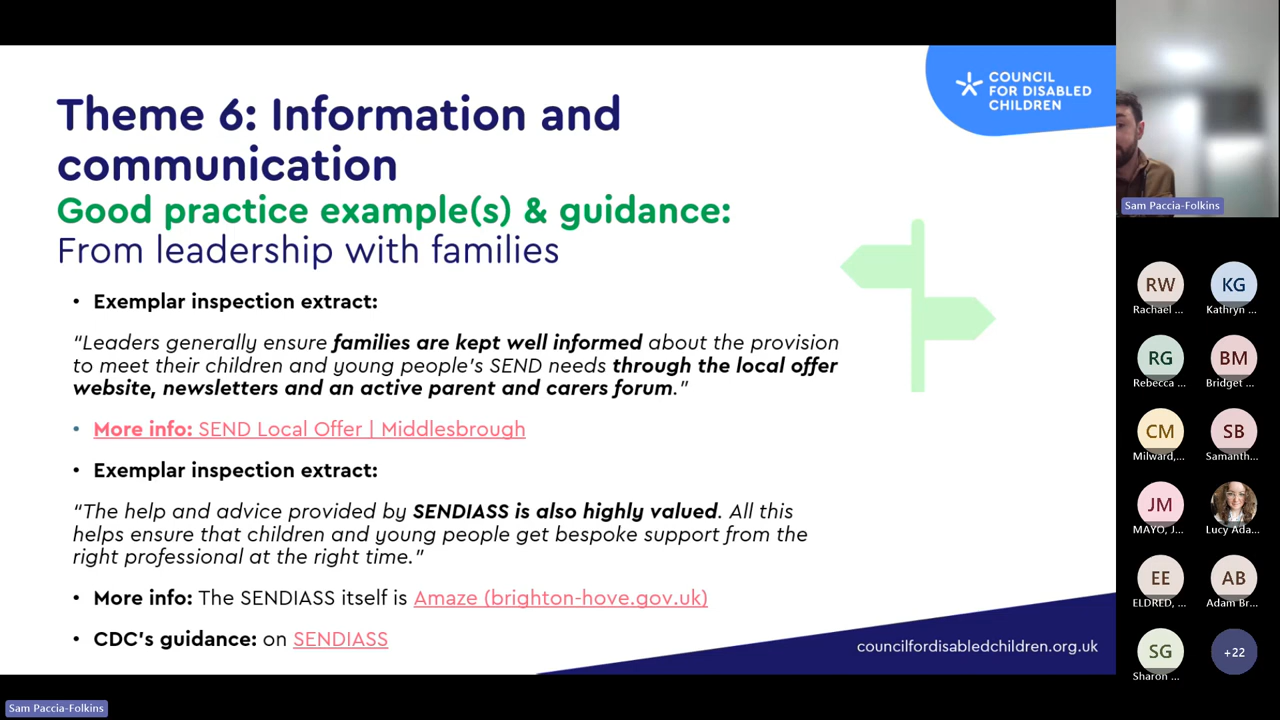 Theme 6: Information and
communication
Good practice example(s) & guidance:
From leadership with families
• Exemplar inspection extract:
“Leaders generally ensure families are kept well informed about the provision
to meet their children and young people’s SEND needs through the local offer
website, newsletters and an active parent and carers forum.”
• More info: SEND Local Offer | Middlesbrough
• Exemplar inspection extract:
“The help and advice provided by SENDIASS is also highly valued. All this
helps ensure that children and young people get bespoke support from the
right professional at the right time.”
• More info: The SENDIASS itself is Amaze (brighton-hove.gov.uk)
• CDC’s guidance: on SENDIASS
COUNCIL
FOR DISABLED
CHILDREN
councilfordisabledchildren.org.uk
Sam Paccia-Folkins
RW
Rachael ...
KG
Kathryn ...
RG
Rebecca ...
BM
Bridget ...
CM
Milward,...
SB
Samanth...
JM
MAYO, J...
Lucy Ada...
EE
ELDRED, ...
AB
Adam Br...
SG
Sharon ...
+22
Sam Paccia-Folkins